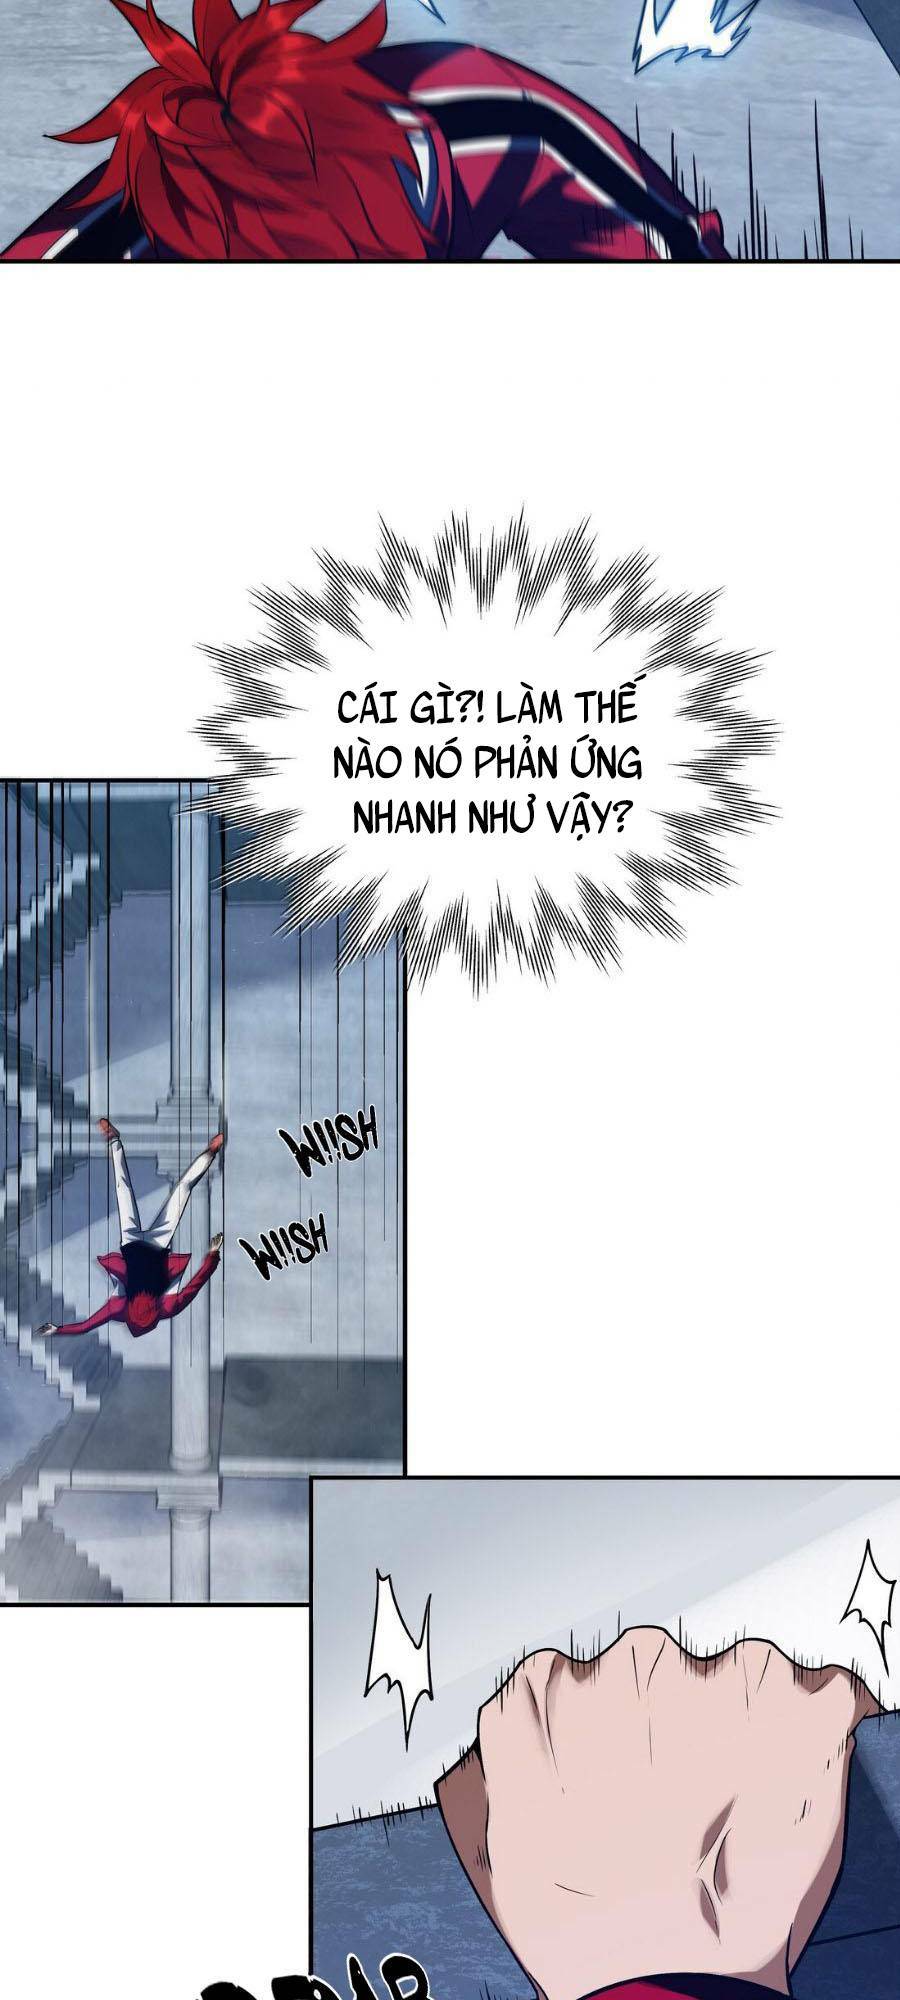 CÁI GÌ?! LÀM THẾ
NÀO NÓ PHẢN ỨNG
NHANH NHƯ VẬY?
WIISH
WIISH